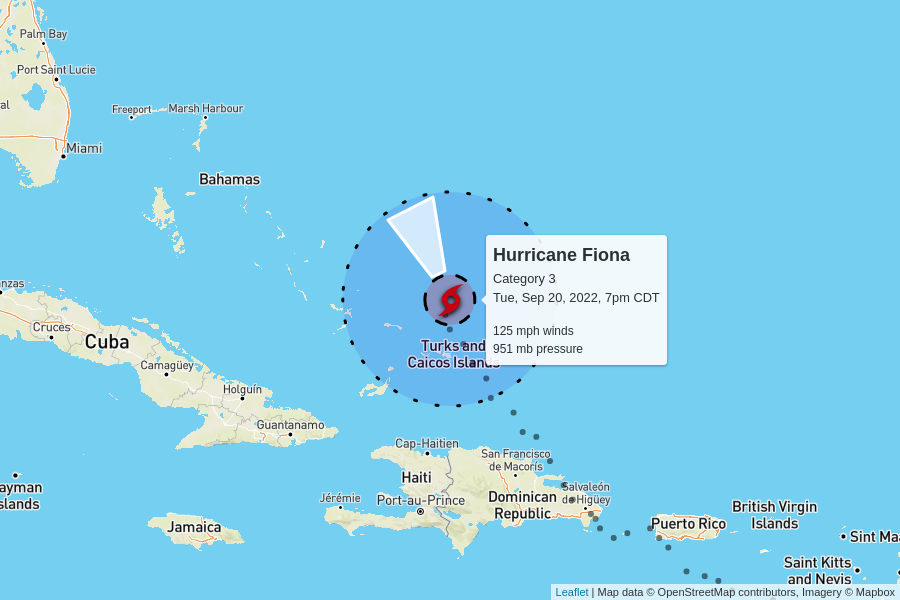 Palm Bay
Port Saint Lucie
ral
Freeport
Marsh Harbour
Miami
Bahamas
Hurricane Fiona
Category 3
Tue, Sep 20, 2022, 7pm CDT
125 mph winds
951 mb pressure
anzas
Cruces
Cuba
Turks and
Caicos Islands
Camagüey
Holguín
Guantanamo
Cap-Haitien
San Francisco
de Macorís
Haiti
ayman
slands
Jérémie
Port-au-Prince
Dominican
Republic
Salvaleón
de Higüey
Jamaica
Puerto Rico
British Virgin
Islands
Sint Maa
Saint Kitts
and Nevis
Leaflet | Map data © OpenStreetMap contributors, Imagery © Mapbox